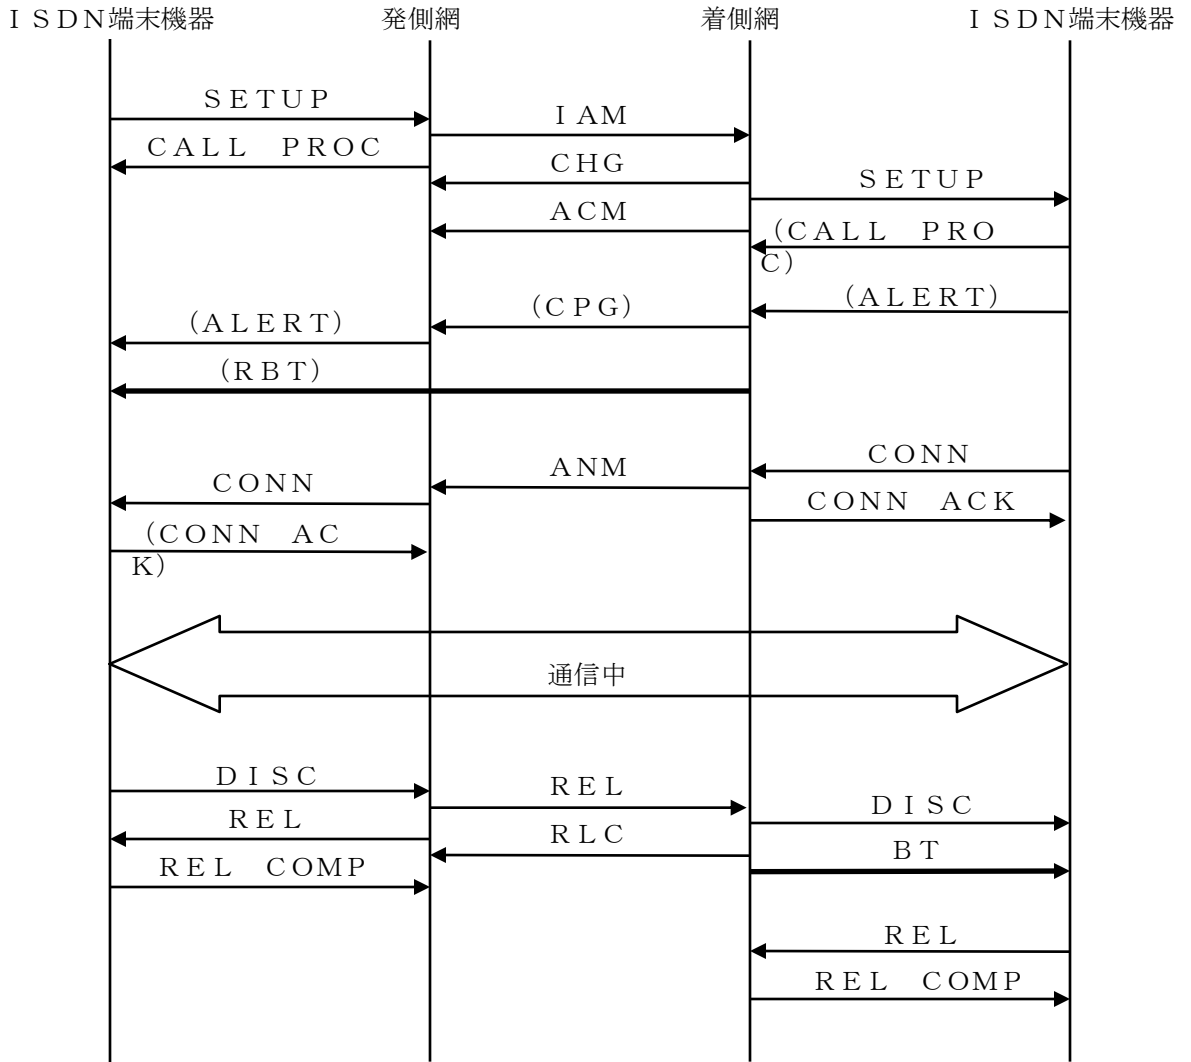 ＩＳＤＮ端末機器
発側網
着側網
ＩＳＤＮ端末機器
ＳＥＴＵＰ
ＩＡＭ
ＣＡＬＬ　ＰＲＯＣ
ＣＨＧ
ＳＥＴＵＰ
ＡＣＭ
（ＣＡＬＬ　ＰＲＯ
Ｃ）
（ＡＬＥＲＴ）
（ＣＰＧ）
（ＡＬＥＲＴ）
（ＲＢＴ）
ＣＯＮＮ
ＡＮＭ
ＣＯＮＮ
ＣＯＮＮ　ＡＣＫ
（ＣＯＮＮ　ＡＣ
Ｋ）
通信中
ＤＩＳＣ
ＲＥＬ
ＤＩＳＣ
ＲＥＬ
ＲＬＣ
ＢＴ
ＲＥＬ　ＣＯＭＰ
ＲＥＬ
ＲＥＬ　ＣＯＭＰ